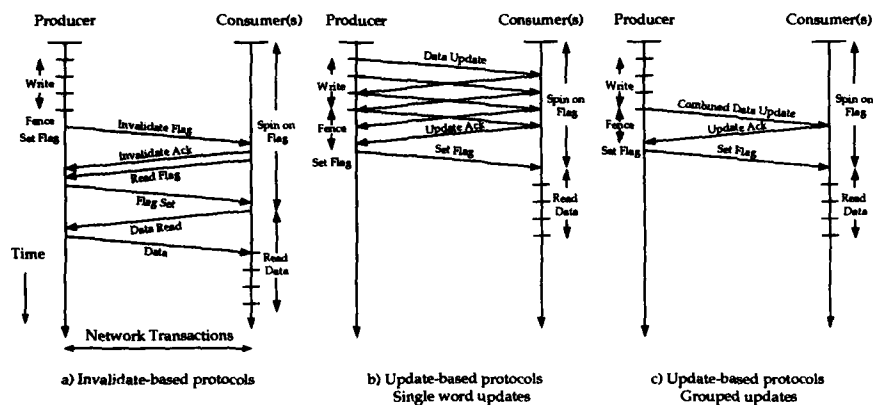 Producer
Consumer(s)
Write
Fence
Set Flag
Invalidate Flag
Invalidate Ack
Read Flag
Flag Set
Data Read
Data
Spin on
Flag
Read
Data
Time
Network Transactions
a) Invalidate-based protocols
Producer
Consumer(s)
Data Update
Write
Fence
Update Ack
Set Flag
Set Flag
Spin on
Flag
Read
Data
b) Update-based protocols
Single word updates
Producer
Consumer(s)
Write
Combined Data Update
Fence
Update Ack
Set Flag
Set Flag
Spin on
Flag
Read
Data
c) Update-based protocols
Grouped updates